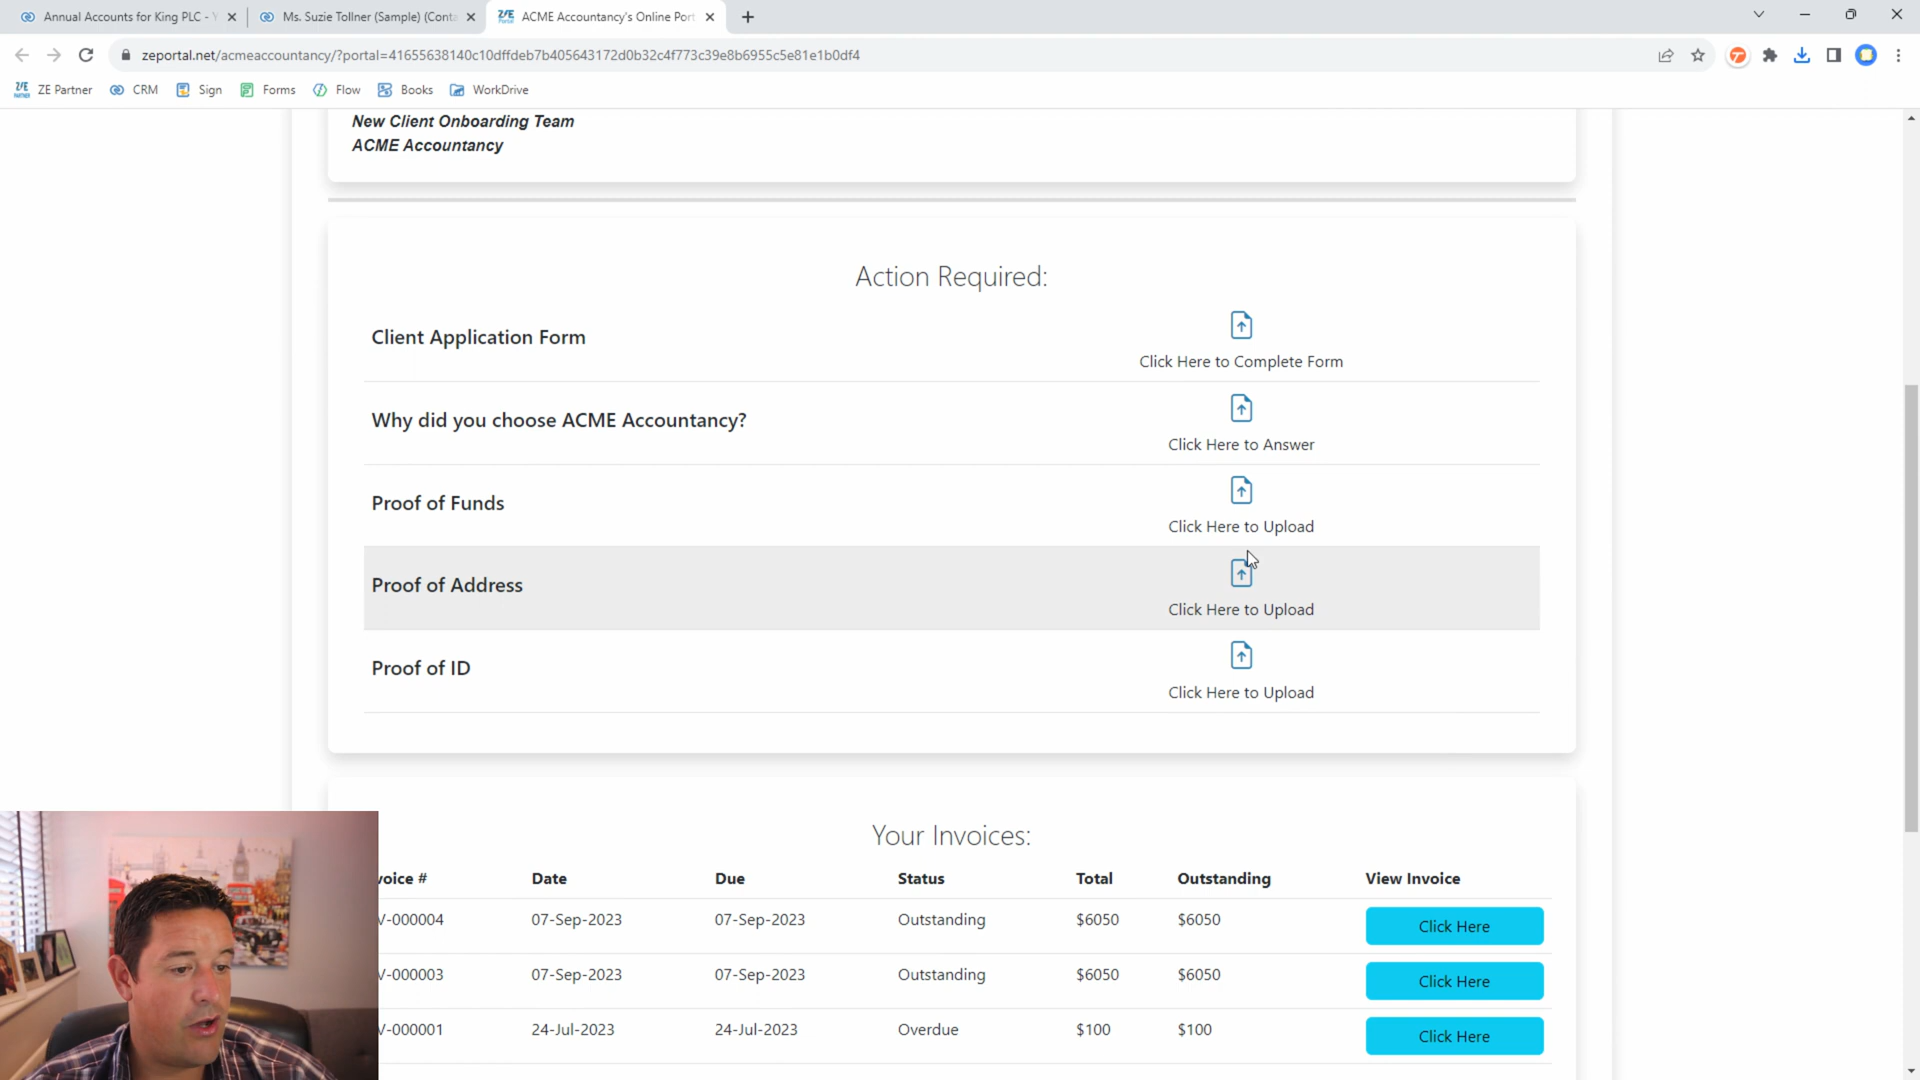 Annual Accounts for King PLC -
Ms. Suzie Tollner (Sample) (Conta
ACME Accountancy's Online Port
zeportal.net/acmeaccountancy/?portal=41655638140c10dffdeb7b405643172d0b32c4f773c39e8b6955c5e81e1b0df4
ZE Partner CRM Sign Forms Flow Books WorkDrive
New Client Onboarding Team
ACME Accountancy
Action Required:
Client Application Form
Click Here to Complete Form
Why did you choose ACME Accountancy?
Click Here to Answer
Proof of Funds
Click Here to Upload
Proof of Address
Click Here to Upload
Proof of ID
Click Here to Upload
Your Invoices:
voice # Date Due Status Total Outstanding View Invoice
V-000004 07-Sep-2023 07-Sep-2023 Outstanding $6050 $6050 Click Here
V-000003 07-Sep-2023 07-Sep-2023 Outstanding $6050 $6050 Click Here
V-000001 24-Jul-2023 24-Jul-2023 Overdue $100 $100 Click Here